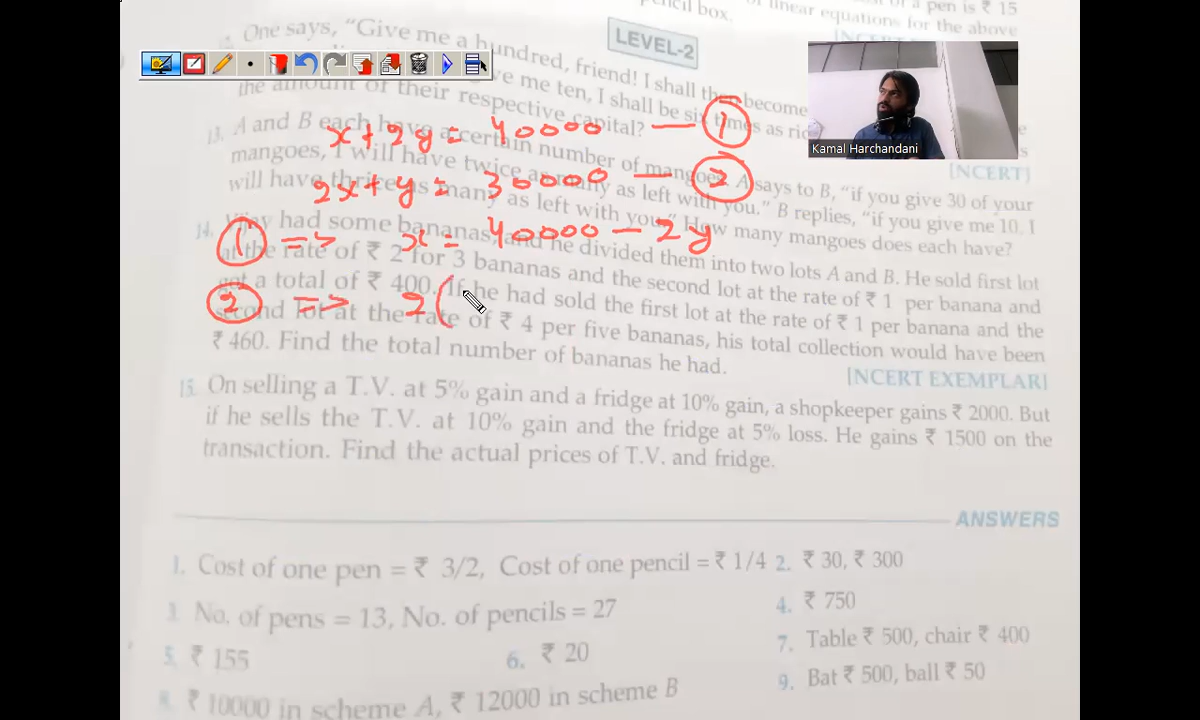 of a pen is ₹ 15
pencil box.
of linear equations for the above
LEVEL-2
One says, "Give me a hundred, friend! I shall then become
ve me ten, I shall be six times as
the amount of their respective capital?
[NCERT]
x + 2y = 40000 — 1
13. A and B each have a certain number of mangoes. A says to B, "if you give 30 of your
mangoes, I will have twice as many as left with you." B replies, "if you give me 10, I
will have thrice as many as left with you." How many mangoes does each have?
2x + y = 30000 — 2
14. Vijay had some bananas, and he divided them into two lots A and B. He sold first lot
at the rate of ₹ 2 for 3 bananas and the second lot at the rate of ₹ 1 per banana and
got a total of ₹ 400. If he had sold the first lot at the rate of ₹ 1 per banana and the
second lot at the rate of ₹ 4 per five bananas, his total collection would have been
₹ 460. Find the total number of bananas he had.
[NCERT EXEMPLAR]
1 => x = 40000 - 2y
2 => 2(
15. On selling a T.V. at 5% gain and a fridge at 10% gain, a shopkeeper gains ₹ 2000. But
if he sells the T.V. at 10% gain and the fridge at 5% loss. He gains ₹ 1500 on the
transaction. Find the actual prices of T.V. and fridge.
ANSWERS
1. Cost of one pen = ₹ 3/2, Cost of one pencil = ₹ 1/4 2. ₹ 30, ₹ 300
3. No. of pens = 13, No. of pencils = 27
4. ₹ 750
5. ₹ 155 6. ₹ 20
7. Table ₹ 500, chair ₹ 400
8. ₹ 10000 in scheme A, ₹ 12000 in scheme B
9. Bat ₹ 500, ball ₹ 50
Kamal Harchandani